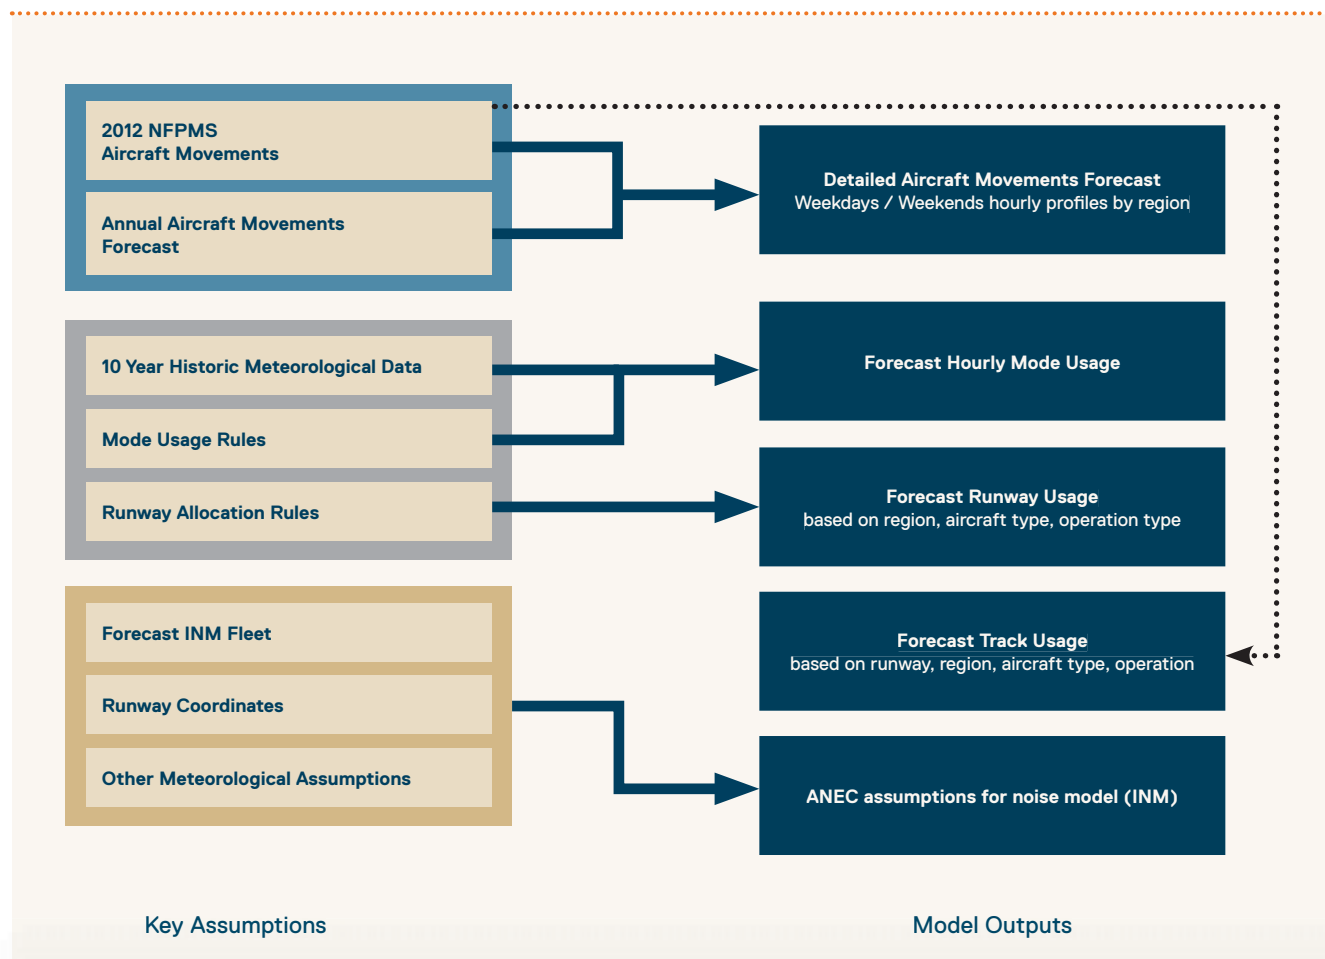 2012 NFPMS
Aircraft Movements
Annual Aircraft Movements
Forecast
10 Year Historic Meteorological Data
Mode Usage Rules
Runway Allocation Rules
Forecast INM Fleet
Runway Coordinates
Other Meteorological Assumptions
Key Assumptions
Detailed Aircraft Movements Forecast
Weekdays / Weekends hourly profiles by region
Forecast Hourly Mode Usage
Forecast Runway Usage
based on region, aircraft type, operation type
Forecast Track Usage
based on runway, region, aircraft type, operation
ANEC assumptions for noise model (INM)
Model Outputs